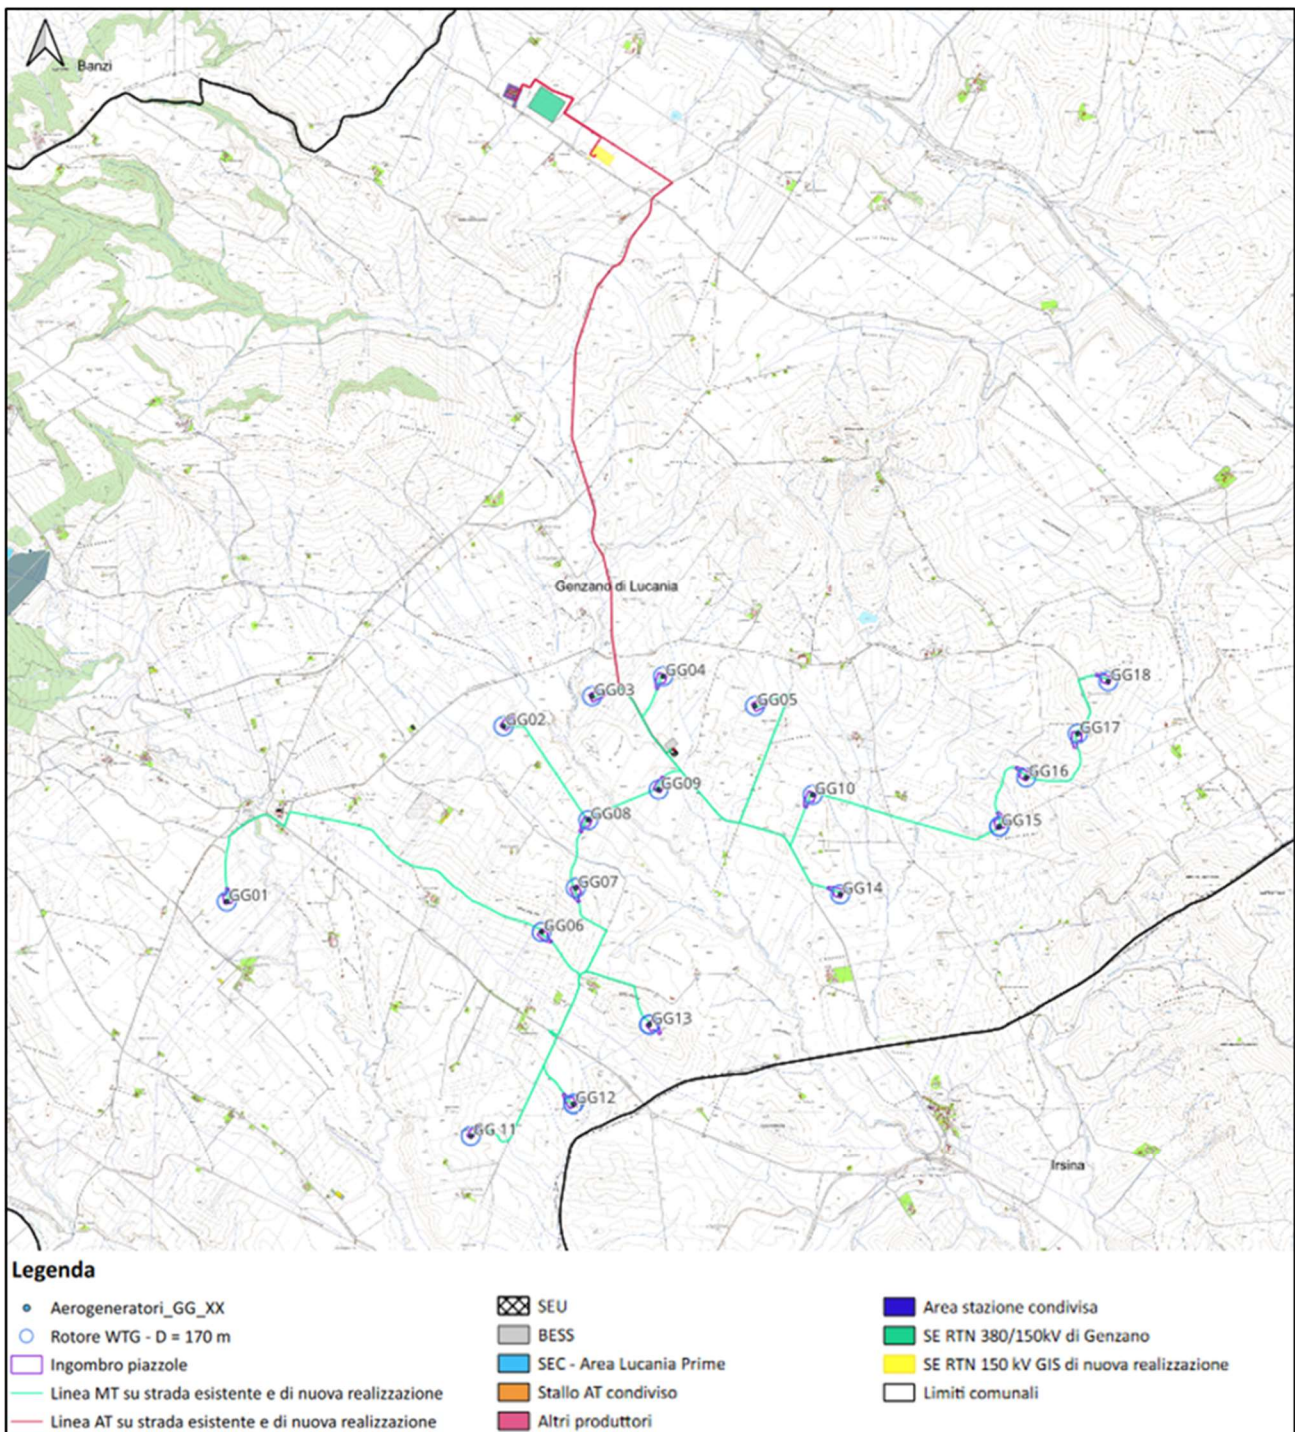 Banzi
Genzano di Lucania
GG04
GG18
GG03
GG05
GG02
GG17
GG16
GG09
GG10
GG08
GG15
GG07
GG14
GG01
GG06
GG13
GG12
GG 11
Irsina
Legenda
Aerogeneratori_GG_XX
Rotore WTG - D = 170 m
Ingombro piazzole
Linea MT su strada esistente e di nuova realizzazione
Linea AT su strada esistente e di nuova realizzazione
SEU
BESS
SEC - Area Lucania Prime
Stallo AT condiviso
Altri produttori
Area stazione condivisa
SE RTN 380/150kV di Genzano
SE RTN 150 kV GIS di nuova realizzazione
Limiti comunali